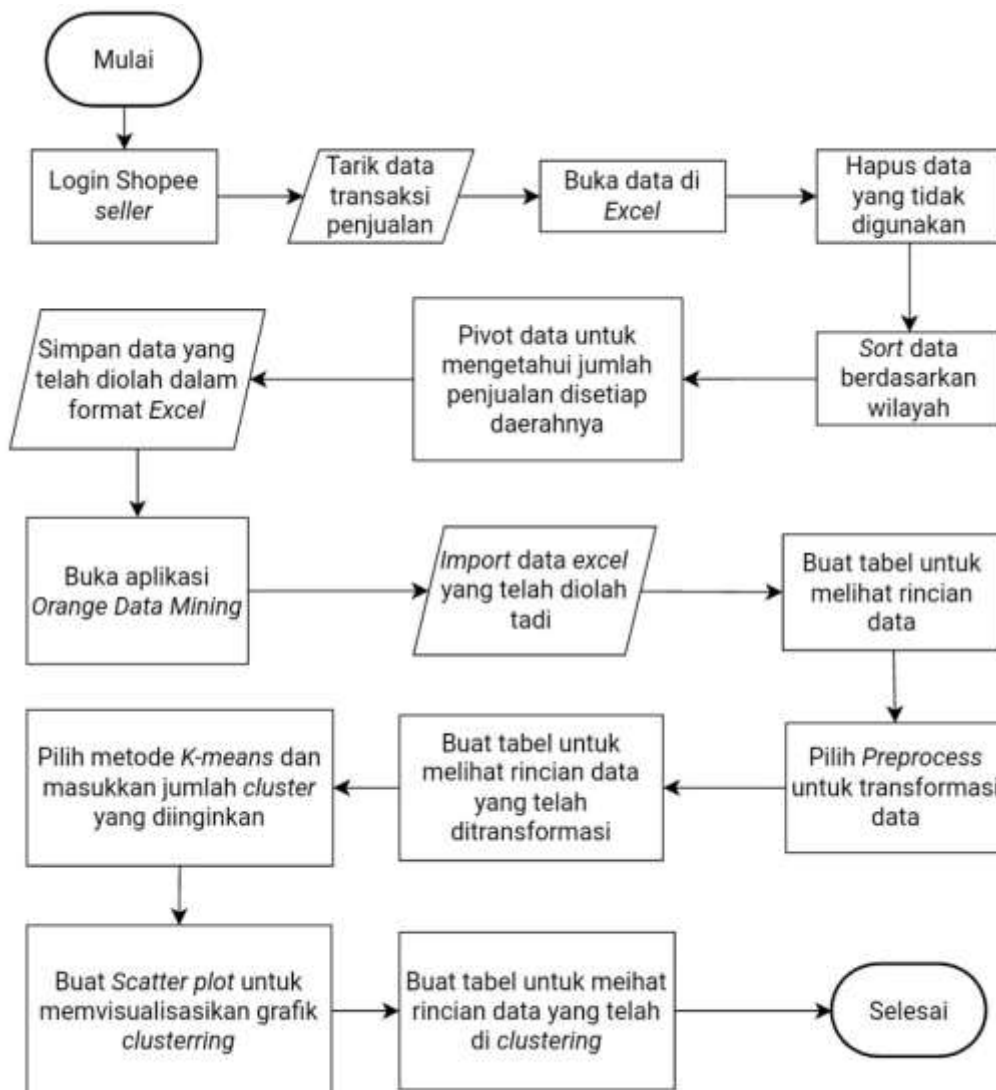 Mulai
Login Shopee
seller
Tarik data
transaksi
penjualan
Buka data di
Excel
Hapus data
yang tidak
digunakan
Sort data
berdasarkan
wilayah
Pivot data untuk
mengetahui jumlah
penjualan disetiap
daerahnya
Simpan data yang
telah diolah dalam
format Excel
Buka aplikasi
Orange Data Mining
Import data excel
yang telah diolah
tadi
Buat tabel untuk
melihat rincian
data
Pilih Preprocess
untuk transformasi
data
Buat tabel untuk
melihat rincian data
yang telah
ditransformasi
Pilih metode K-means dan
masukkan jumlah cluster
yang diinginkan
Buat Scatter plot untuk
memvisualisasikan grafik
clusterring
Buat tabel untuk meihat
rincian data yang telah
di clustering
Selesai